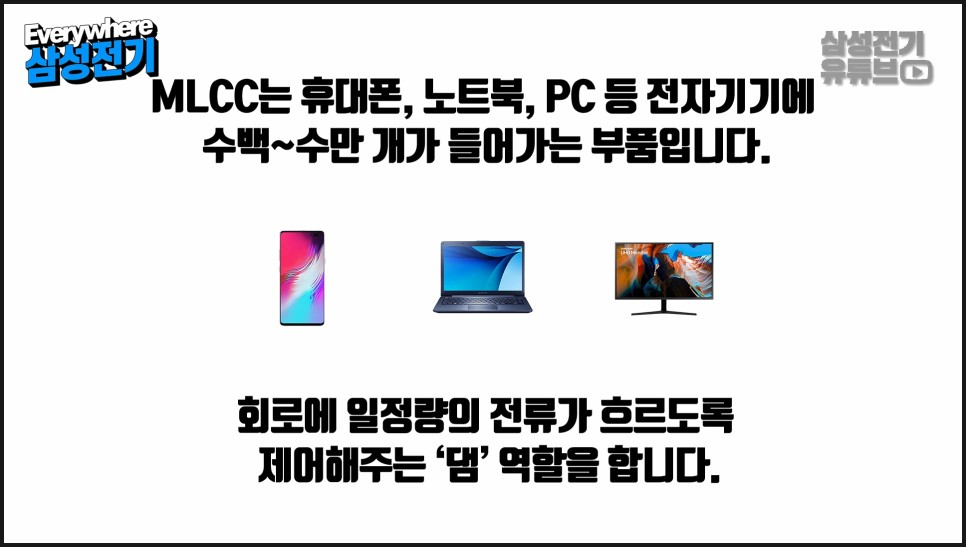 Everywhere
삼성전기
삼성전기
유튜브
MLCC는 휴대폰, 노트북, PC 등 전자기기에
수백~수만 개가 들어가는 부품입니다.
회로에 일정량의 전류가 흐르도록
제어해주는 ‘댐’ 역할을 합니다.